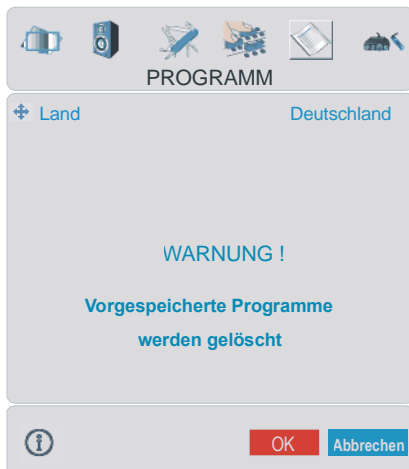 PROGRAMM
Land Deutschland
WARNUNG !
Vorgespeicherte Programme
werden gelöscht
OK Abbrechen